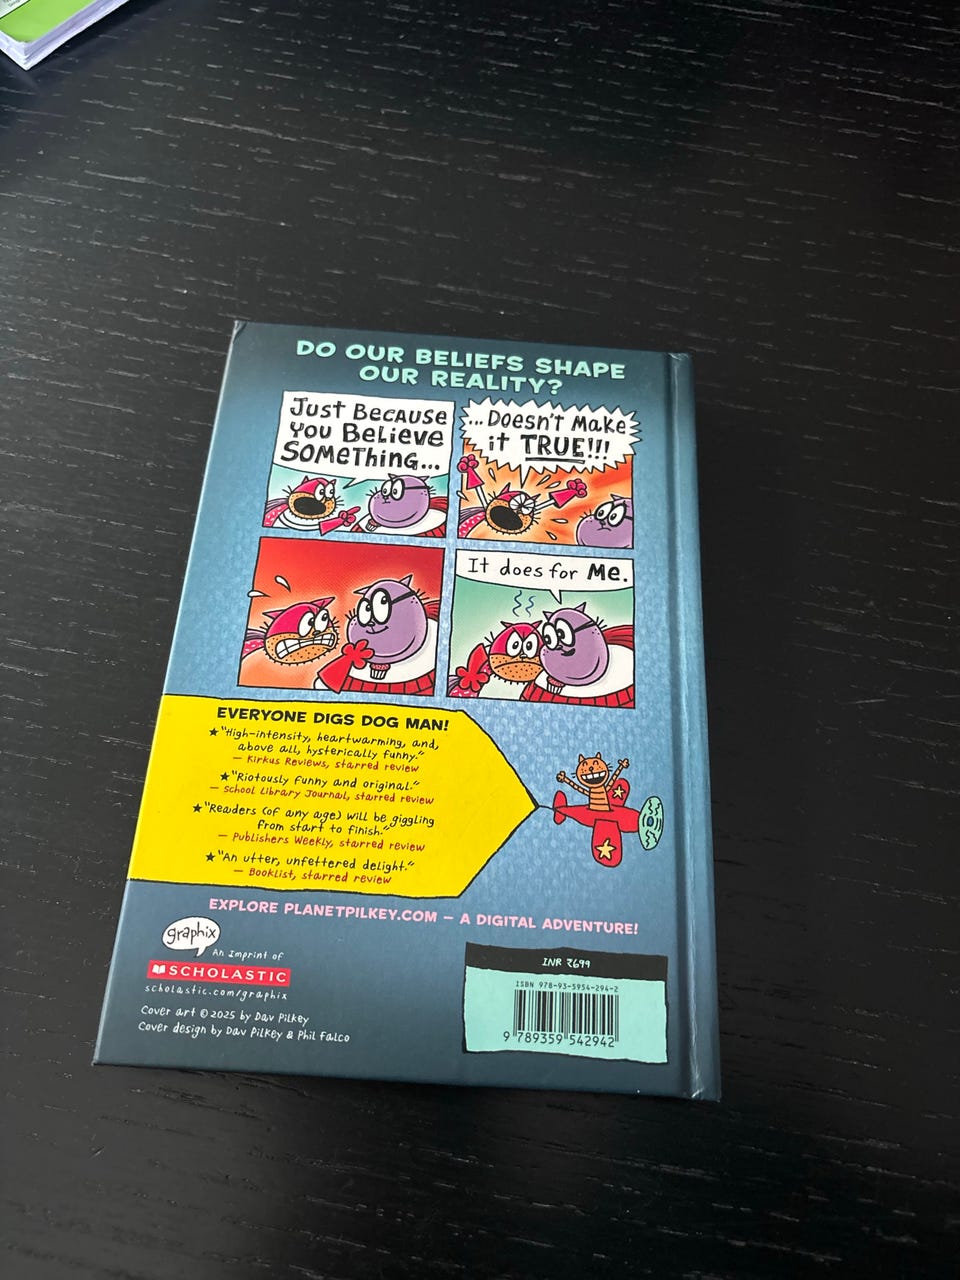 DO OUR BELIEFS SHAPE
OUR REALITY?
Just Because
you Believe
Something...
...Doesn't Make
it TRUE!!!
It does for Me.
EVERYONE DIGS DOG MAN!
★"High-intensity, heartwarming, and,
above all, hysterically funny."
— Kirkus Reviews, starred review
★"Riotously funny and original."
— School Library Journal, starred review
★"Readers (of any age) will be giggling
from start to finish."
— Publishers Weekly, starred review
★"An utter, unfettered delight."
— Booklist, starred review
EXPLORE PLANETPILKEY.COM — A DIGITAL ADVENTURE!
graphix
An Imprint of
SCHOLASTIC
scholastic.com/graphix
Cover art © 2025 by Dav Pilkey
Cover design by Dav Pilkey & Phil Falco
INR ₹699
ISBN 978-93-5954-294-2
9 789359 542942